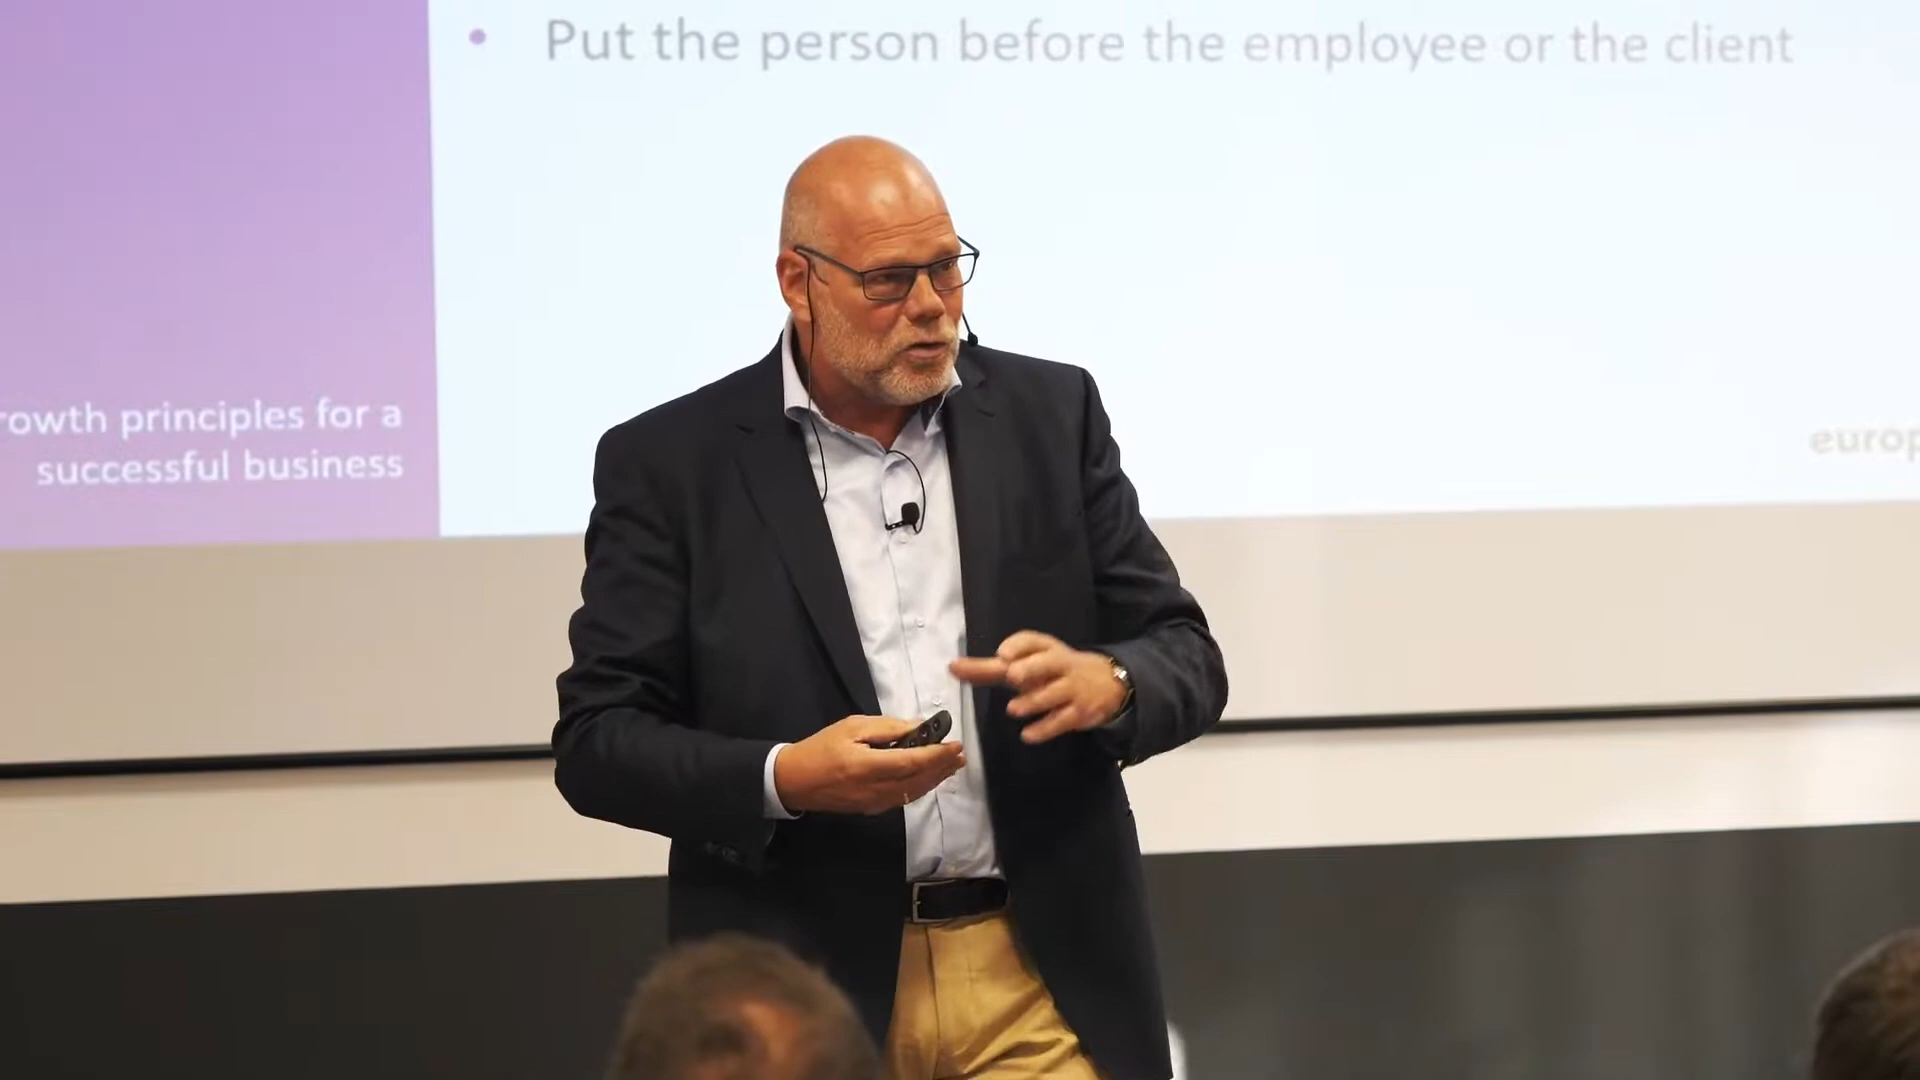 • Put the person before the employee or the client
rowth principles for a
successful business
europ